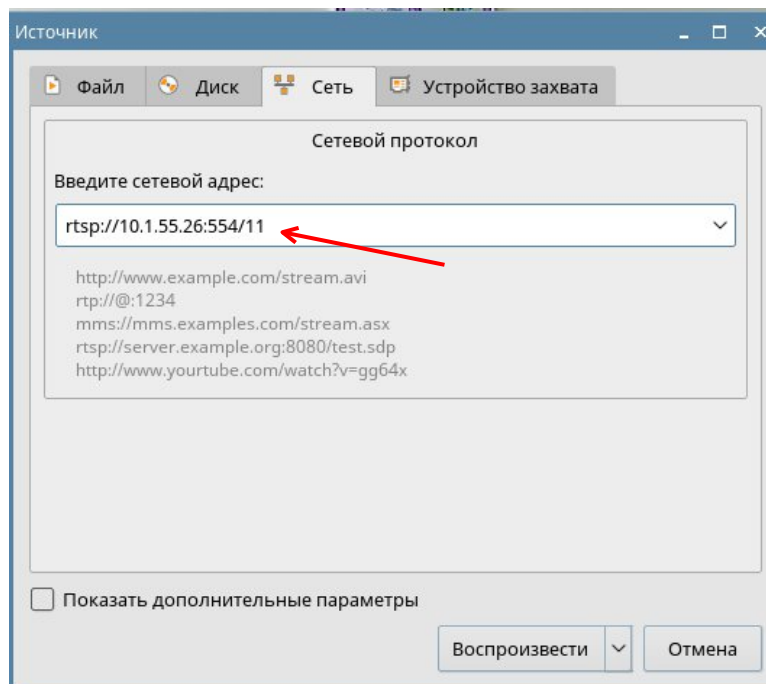 Источник
Файл Диск Сеть Устройство захвата
Сетевой протокол
Введите сетевой адрес:
rtsp://10.1.55.26:554/11
http://www.example.com/stream.avi
rtp://@:1234
mms://mms.examples.com/stream.asx
rtsp://server.example.org:8080/test.sdp
http://www.yourtube.com/watch?v=gg64x
Показать дополнительные параметры
Воспроизвести Отмена